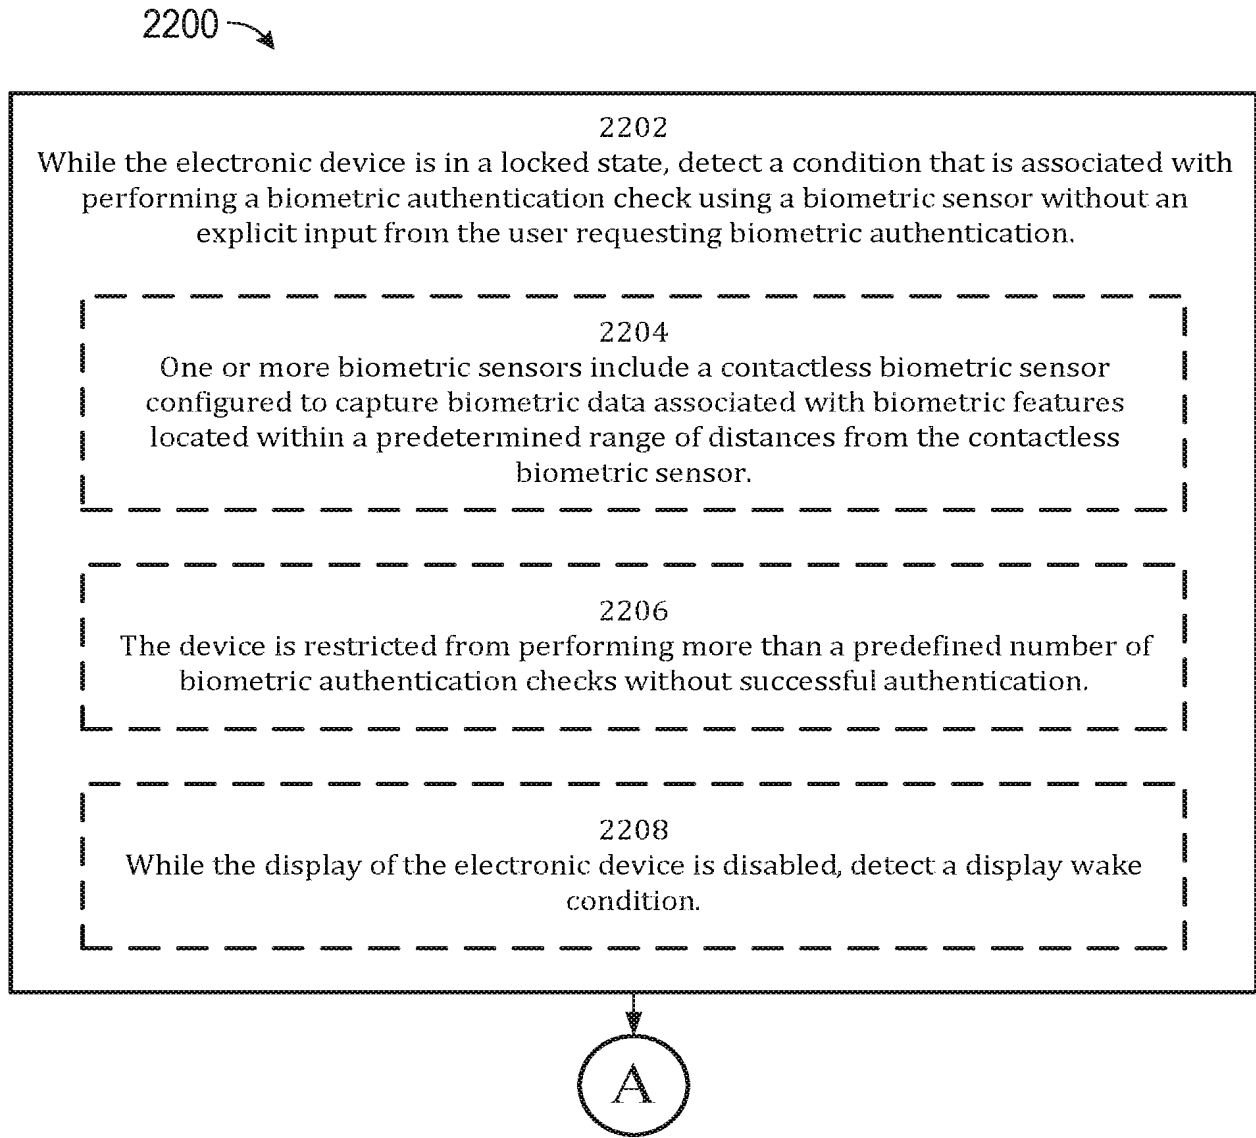 2200
2202
While the electronic device is in a locked state, detect a condition that is associated with
performing a biometric authentication check using a biometric sensor without an
explicit input from the user requesting biometric authentication.
2204
One or more biometric sensors include a contactless biometric sensor
configured to capture biometric data associated with biometric features
located within a predetermined range of distances from the contactless
biometric sensor.
2206
The device is restricted from performing more than a predefined number of
biometric authentication checks without successful authentication.
2208
While the display of the electronic device is disabled, detect a display wake
condition.
A